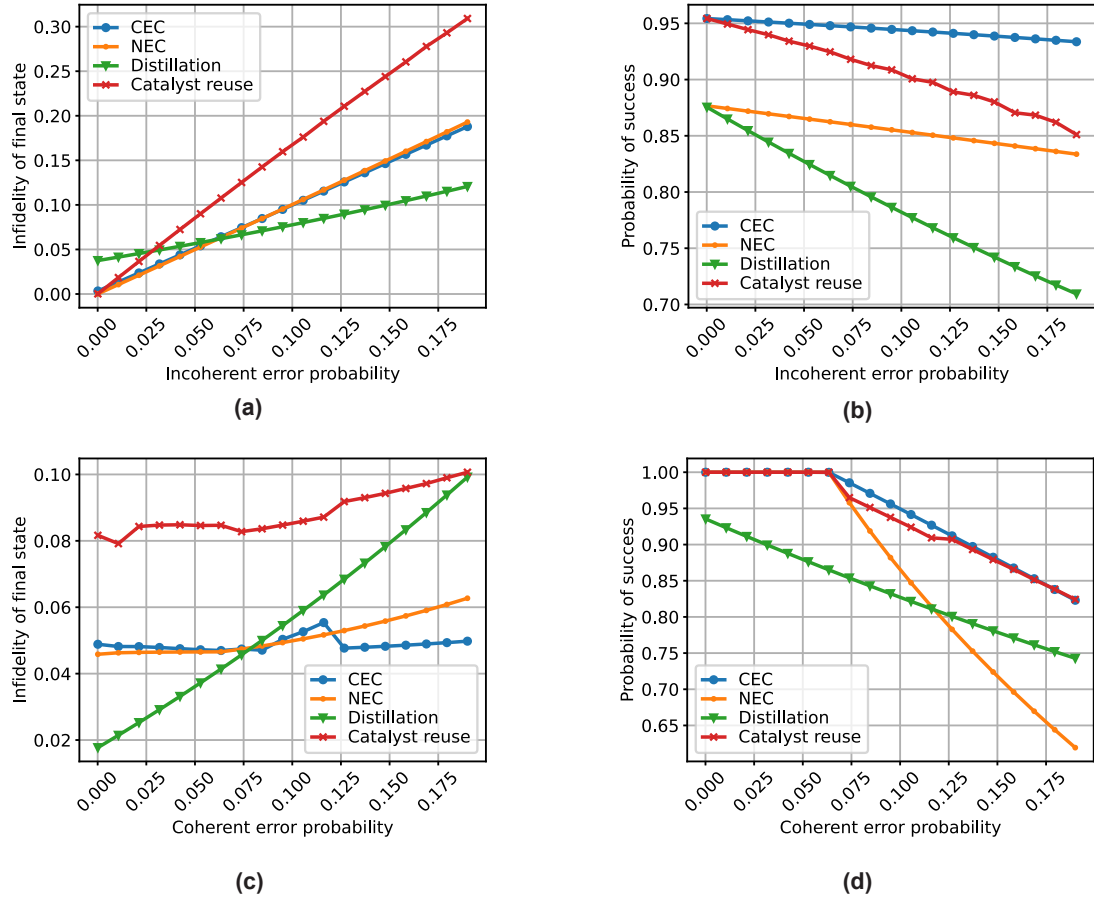 Infidelity of final state
0.30
0.25
0.20
0.15
0.10
0.05
0.00
CEC
NEC
Distillation
Catalyst reuse
0.000
0.025
0.050
0.075
0.100
0.125
0.150
0.175
Incoherent error probability
(a)
Probability of success
0.95
0.90
0.85
0.80
0.75
0.70
CEC
NEC
Distillation
Catalyst reuse
0.000
0.025
0.050
0.075
0.100
0.125
0.150
0.175
Incoherent error probability
(b)
Infidelity of final state
0.10
0.08
0.06
0.04
0.02
CEC
NEC
Distillation
Catalyst reuse
0.000
0.025
0.050
0.075
0.100
0.125
0.150
0.175
Coherent error probability
(c)
Probability of success
1.00
0.95
0.90
0.85
0.80
0.75
0.70
0.65
CEC
NEC
Distillation
Catalyst reuse
0.000
0.025
0.050
0.075
0.100
0.125
0.150
0.175
Coherent error probability
(d)